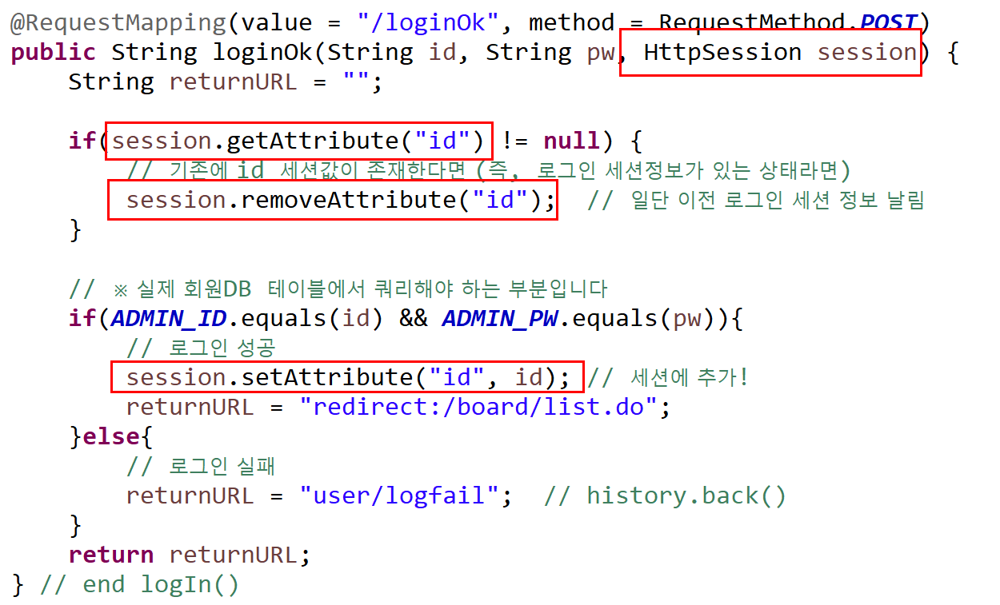 @RequestMapping(value = "/loginOk", method = RequestMethod.POST)
public String loginOk(String id, String pw, HttpSession session) {
String returnURL = "";
if(session.getAttribute("id") != null) {
// 기존에 id 세션값이 존재한다면 (즉, 로그인 세션정보가 있는 상태라면)
session.removeAttribute("id"); // 일단 이전 로그인 세션 정보 날림
}
// ※ 실제 회원DB 테이블에서 쿼리해야 하는 부분입니다
if(ADMIN_ID.equals(id) && ADMIN_PW.equals(pw)){
// 로그인 성공
session.setAttribute("id", id); // 세션에 추가!
returnURL = "redirect:/board/list.do";
}else{
// 로그인 실패
returnURL = "user/logfail"; // history.back()
}
return returnURL;
} // end logIn()